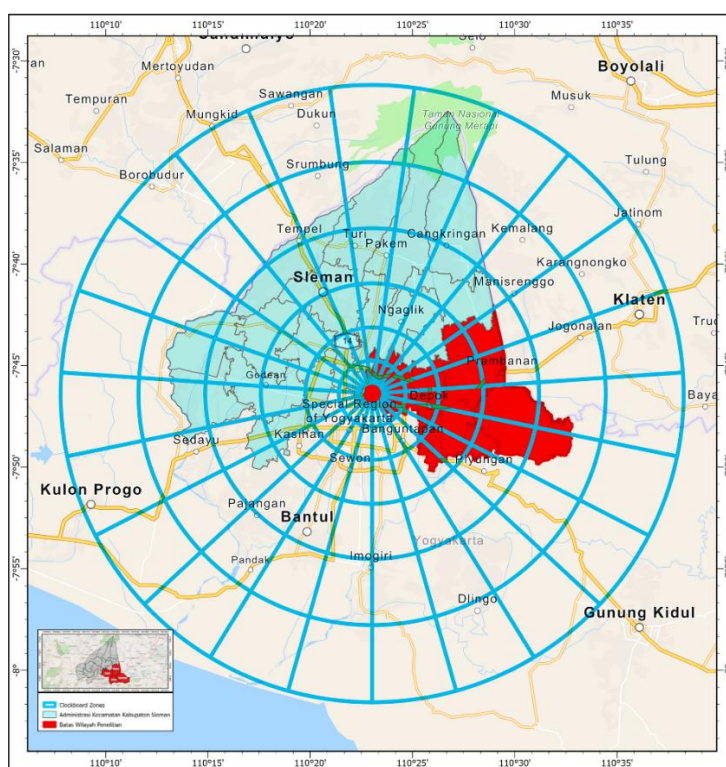 110°10'
110°15'
110°20'
110°25'
110°30'
110°35'
-7°30'
-7°35'
-7°40'
-7°45'
-7°50'
-7°55'
-8°
Selo
Boyolali
Mertoyudan
Sawangan
Tempuran
Mungkid
Dukun
Taman Nasional
Gunung Merapi
Musuk
Salaman
Srumbung
Tulung
Borobudur
Jatinom
Tempel
Turi
Pakem
Cangkringan
Kemalang
Karangnongko
Sleman
Manisrenggo
Klaten
Ngaglik
Jogonalan
14
Prambanan
Godean
Depok
Special Region
of Yogyakarta
Banguntapan
Sedayu
Kasihan
Sewon
Piyungan
Kulon Progo
Pajangan
Bantul
Yogyakarta
Imogiri
Pandak
Dlingo
Gunung Kidul
Clockboard Zones
Administrasi Kecamatan Kabupaten Sleman
Batas Wilayah Penelitian
110°10'
110°15'
110°20'
110°25'
110°30'
110°35'